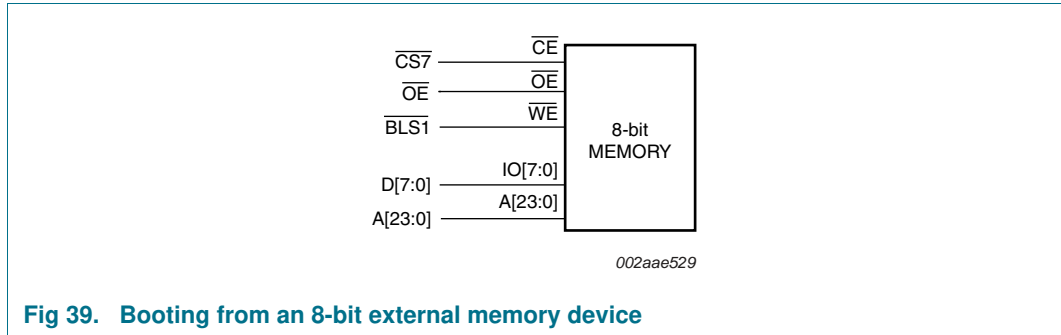 CS7
CE
OE
OE
BLS1
WE
8-bit
MEMORY
D[7:0]
IO[7:0]
A[23:0]
A[23:0]
002aae529
Fig 39. Booting from an 8-bit external memory device